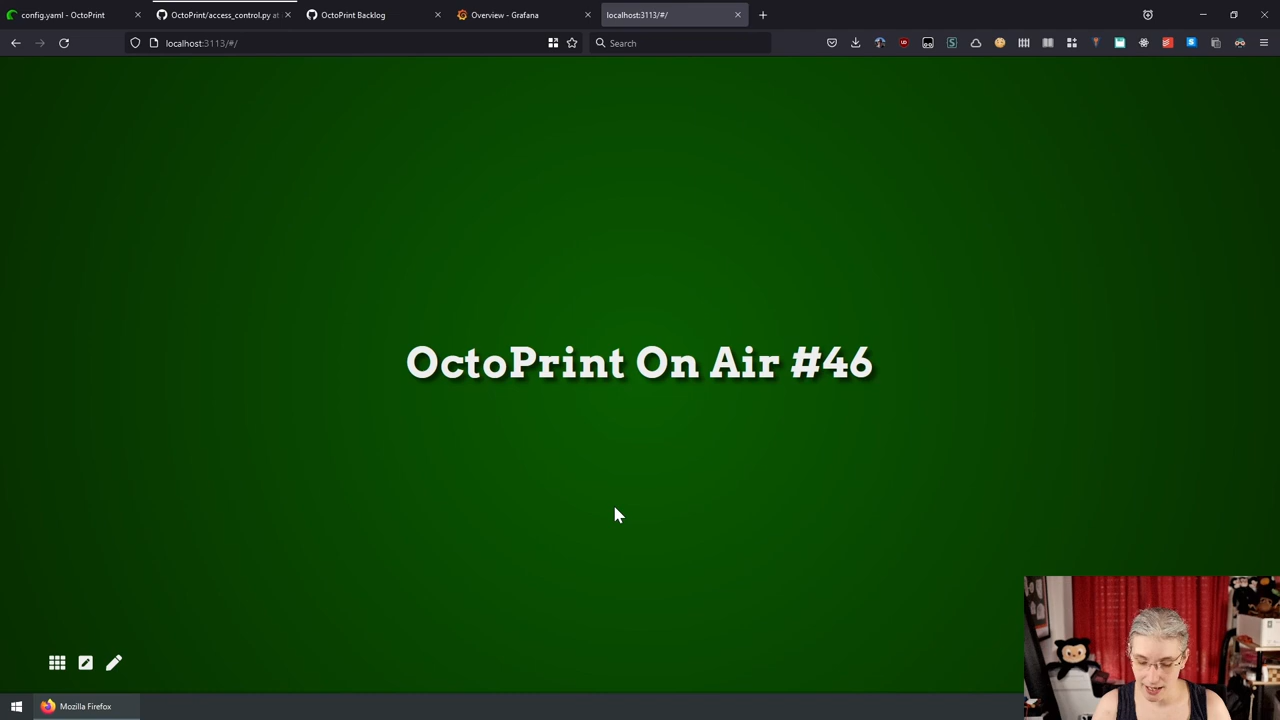 config.yaml - OctoPrint
OctoPrint/access_control.py at
OctoPrint Backlog
Overview - Grafana
localhost:3113/#/
localhost:3113/#/
Search
OctoPrint On Air #46
Mozilla Firefox